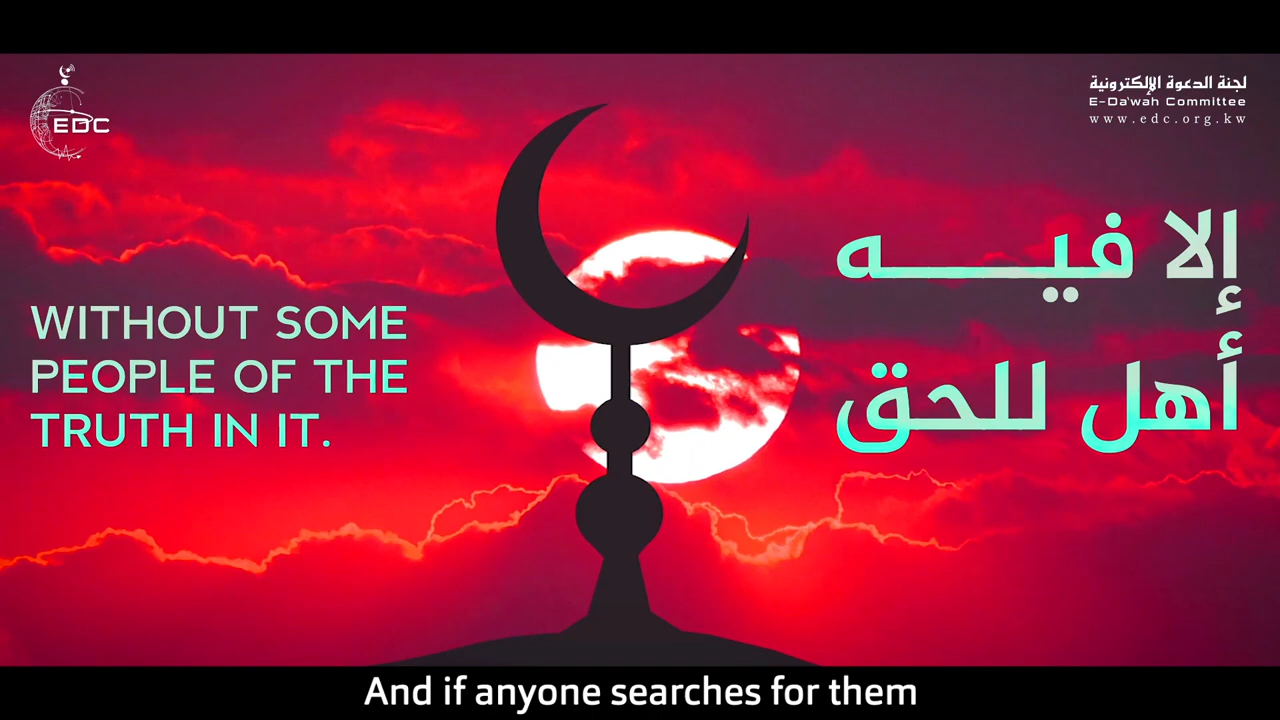 EDC
لجنة الدعوة الإلكترونية
E-Da'wah Committee
www.edc.org.kw
إلا فيه
أهل للحق
WITHOUT SOME
PEOPLE OF THE
TRUTH IN IT.
And if anyone searches for them